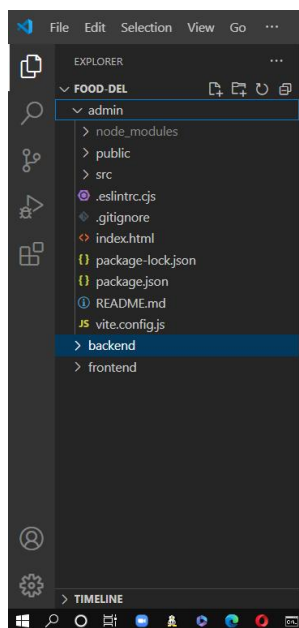 File Edit Selection View Go ···
EXPLORER ···
FOOD-DEL
admin
node_modules
public
src
.eslintrc.cjs
.gitignore
<> index.html
{} package-lock.json
{} package.json
README.md
JS vite.config.js
backend
frontend
TIMELINE